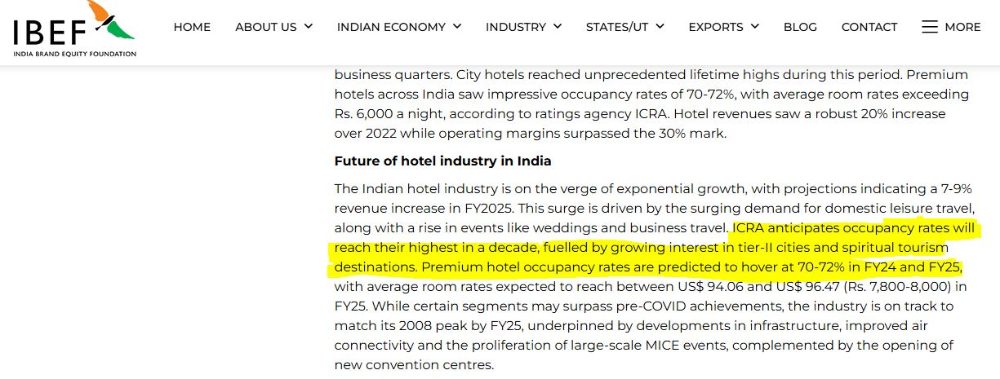 IBEF
INDIA BRAND EQUITY FOUNDATION
HOME ABOUT US INDIAN ECONOMY INDUSTRY STATES/UT EXPORTS BLOG CONTACT MORE
business quarters. City hotels reached unprecedented lifetime highs during this period. Premium
hotels across India saw impressive occupancy rates of 70-72%, with average room rates exceeding
Rs. 6,000 a night, according to ratings agency ICRA. Hotel revenues saw a robust 20% increase
over 2022 while operating margins surpassed the 30% mark.
Future of hotel industry in India
The Indian hotel industry is on the verge of exponential growth, with projections indicating a 7-9%
revenue increase in FY2025. This surge is driven by the surging demand for domestic leisure travel,
along with a rise in events like weddings and business travel. ICRA anticipates occupancy rates will
reach their highest in a decade, fuelled by growing interest in tier-II cities and spiritual tourism
destinations. Premium hotel occupancy rates are predicted to hover at 70-72% in FY24 and FY25,
with average room rates expected to reach between US$ 94.06 and US$ 96.47 (Rs. 7,800-8,000) in
FY25. While certain segments may surpass pre-COVID achievements, the industry is on track to
match its 2008 peak by FY25, underpinned by developments in infrastructure, improved air
connectivity and the proliferation of large-scale MICE events, complemented by the opening of
new convention centres.